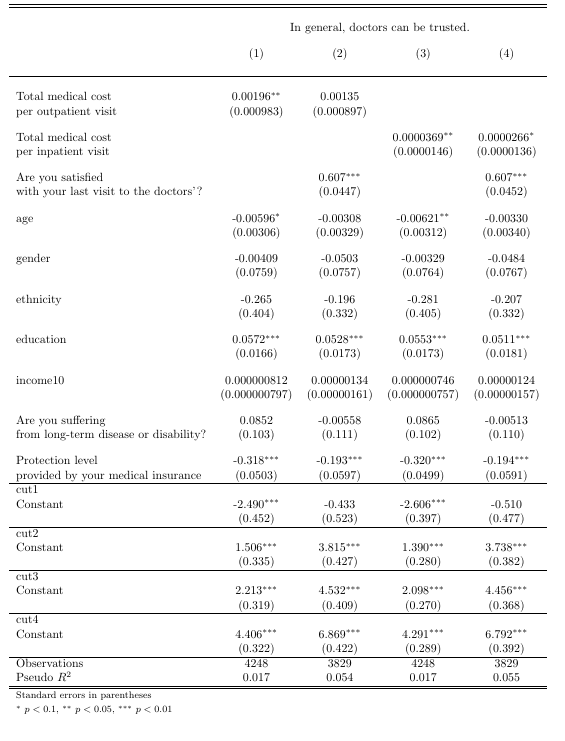 In general, doctors can be trusted.
(1) (2) (3) (4)
Total medical cost 0.00196** 0.00135
per outpatient visit (0.000983) (0.000897)
Total medical cost 0.0000369** 0.0000266*
per inpatient visit (0.0000146) (0.0000136)
Are you satisfied 0.607*** 0.607***
with your last visit to the doctors'? (0.0447) (0.0452)
age -0.00596* -0.00308 -0.00621** -0.00330
(0.00306) (0.00329) (0.00312) (0.00340)
gender -0.00409 -0.0503 -0.00329 -0.0484
(0.0759) (0.0757) (0.0764) (0.0767)
ethnicity -0.265 -0.196 -0.281 -0.207
(0.404) (0.332) (0.405) (0.332)
education 0.0572*** 0.0528*** 0.0553*** 0.0511***
(0.0166) (0.0173) (0.0173) (0.0181)
income10 0.000000812 0.00000134 0.000000746 0.00000124
(0.000000797) (0.00000161) (0.000000757) (0.00000157)
Are you suffering 0.0852 -0.00558 0.0865 -0.00513
from long-term disease or disability? (0.103) (0.111) (0.102) (0.110)
Protection level -0.318*** -0.193*** -0.320*** -0.194***
provided by your medical insurance (0.0503) (0.0597) (0.0499) (0.0591)
cut1
Constant -2.490*** -0.433 -2.606*** -0.510
(0.452) (0.523) (0.397) (0.477)
cut2
Constant 1.506*** 3.815*** 1.390*** 3.738***
(0.335) (0.427) (0.280) (0.382)
cut3
Constant 2.213*** 4.532*** 2.098*** 4.456***
(0.319) (0.409) (0.270) (0.368)
cut4
Constant 4.406*** 6.869*** 4.291*** 6.792***
(0.322) (0.422) (0.289) (0.392)
Observations 4248 3829 4248 3829
Pseudo R² 0.017 0.054 0.017 0.055
Standard errors in parentheses
* p < 0.1, ** p < 0.05, *** p < 0.01